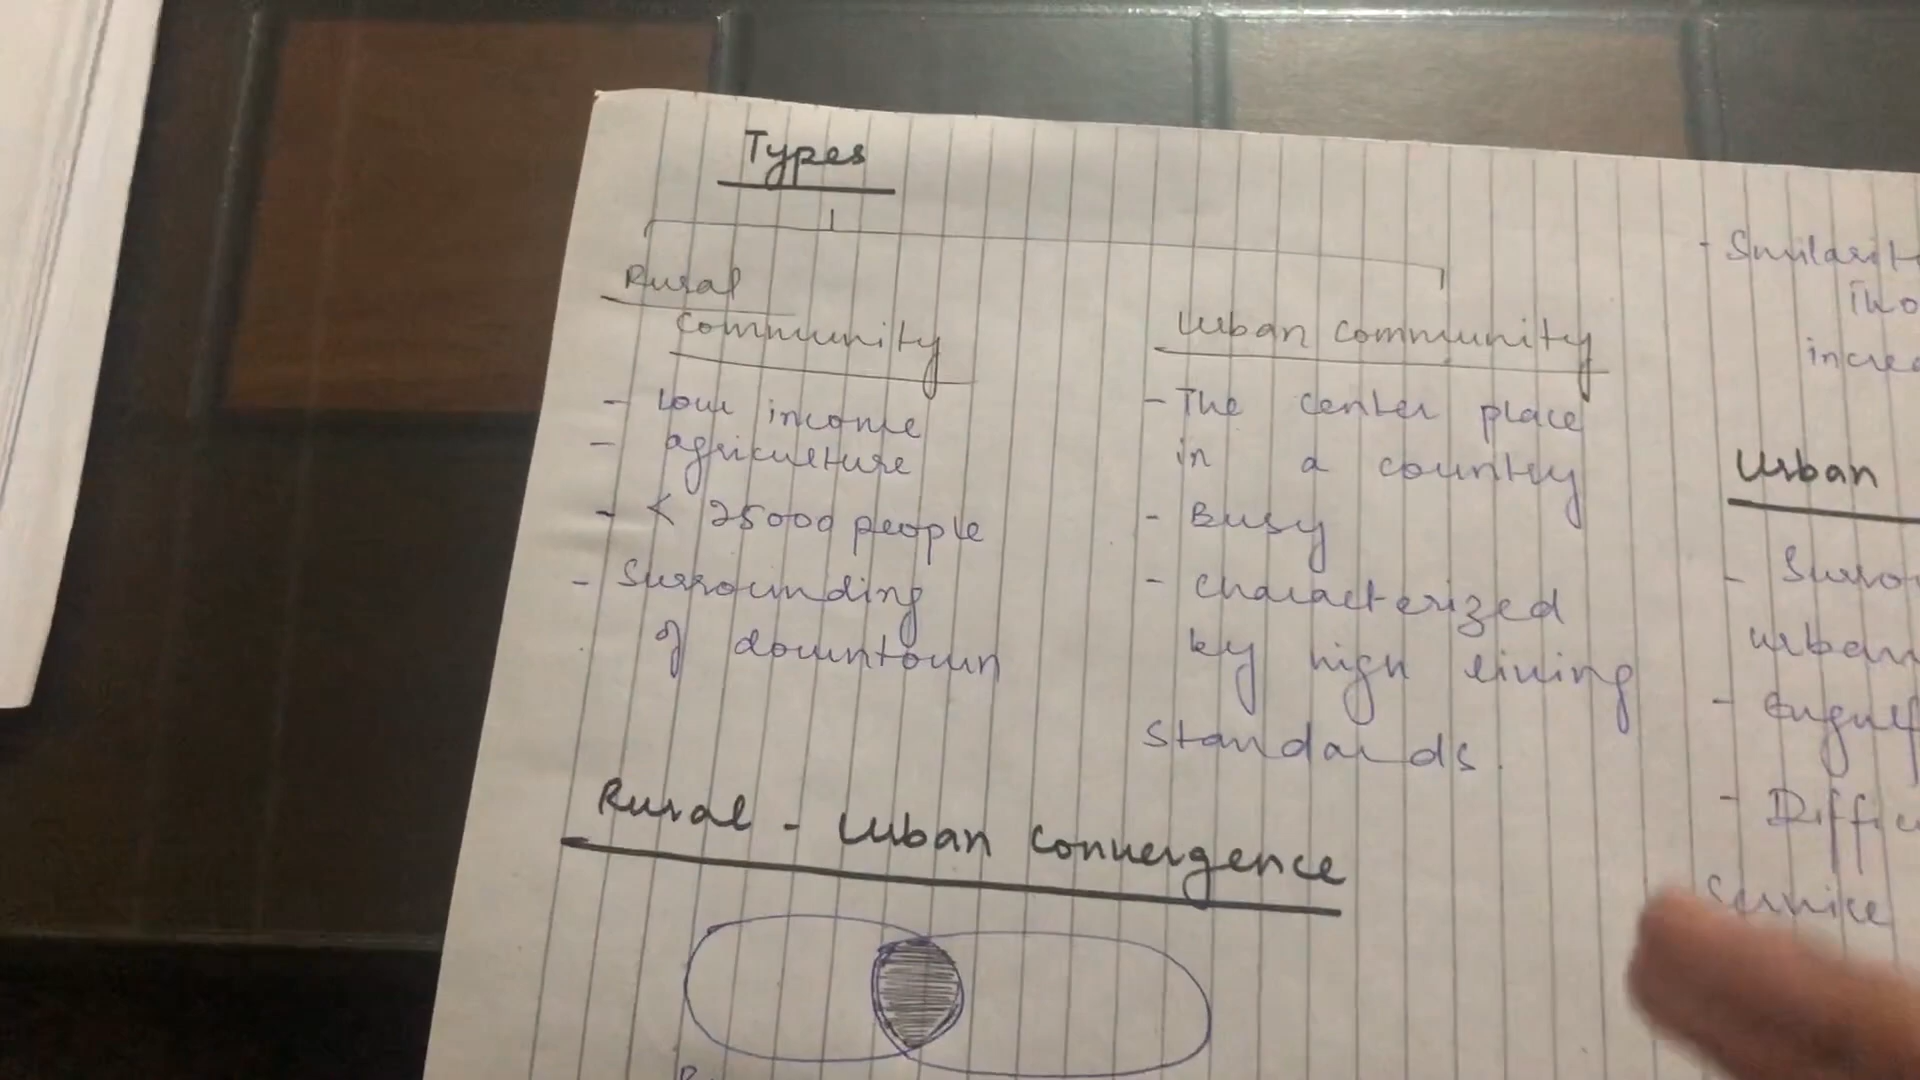 Types
Rural
Community
- low income
- agriculture
- < 25000 people
- Surrounding
of downtown
Urban community
- The center place
in a country
- Busy
- characterized
by high living
Standards.
Rural - Urban Convergence
Urban
Service